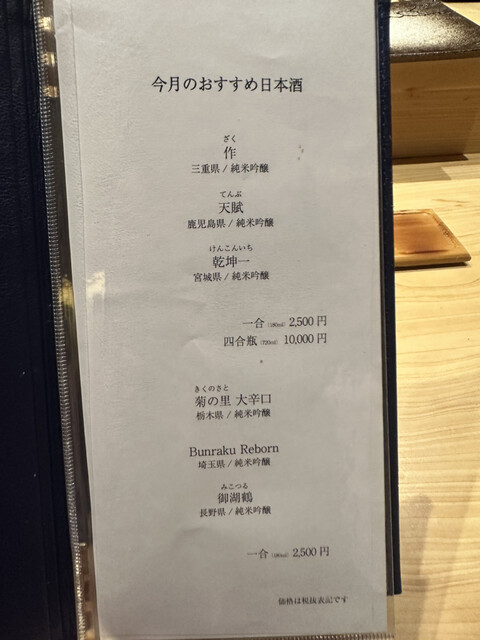 今月のおすすめ日本酒
ざく
作
三重県 / 純米吟醸
てんぶ
天賦
鹿児島県 / 純米吟醸
けんこんいち
乾坤一
宮城県 / 純米吟醸
一合(180ml) 2,500 円
四合瓶(720ml) 10,000 円
きくのさと
菊の里 大辛口
栃木県 / 純米吟醸
Bunraku Reborn
埼玉県 / 純米吟醸
みこつる
御湖鶴
長野県 / 純米吟醸
一合(180ml) 2,500 円
価格は税抜表記です